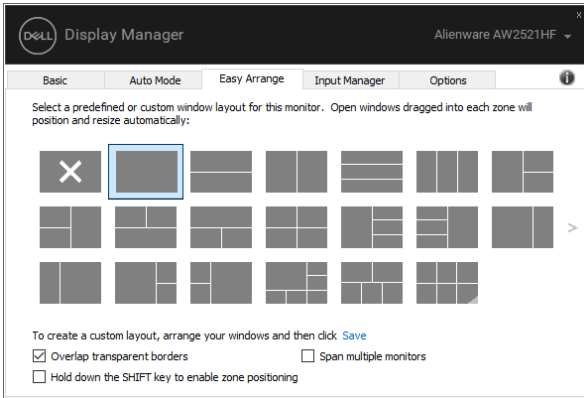 DELL Display Manager
Alienware AW2521HF
Basic
Auto Mode
Easy Arrange
Input Manager
Options
Select a predefined or custom window layout for this monitor. Open windows dragged into each zone will
position and resize automatically:
To create a custom layout, arrange your windows and then click Save
Overlap transparent borders
Span multiple monitors
Hold down the SHIFT key to enable zone positioning